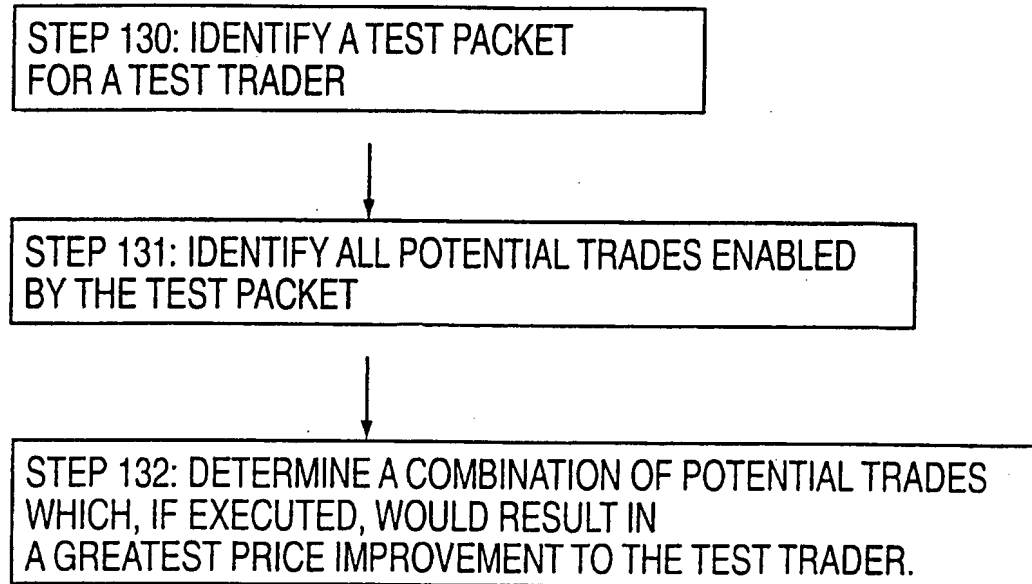 STEP 130: IDENTIFY A TEST PACKET
FOR A TEST TRADER
STEP 131: IDENTIFY ALL POTENTIAL TRADES ENABLED
BY THE TEST PACKET
STEP 132: DETERMINE A COMBINATION OF POTENTIAL TRADES
WHICH, IF EXECUTED, WOULD RESULT IN
A GREATEST PRICE IMPROVEMENT TO THE TEST TRADER.